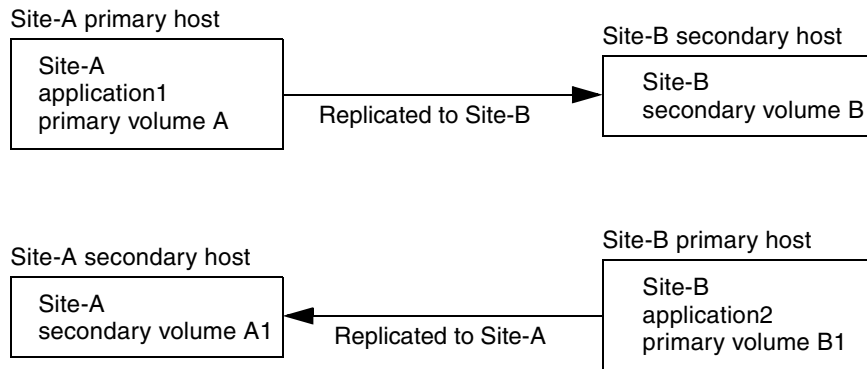 Site-A primary host
Site-A
application1
primary volume A
Replicated to Site-B
Site-B secondary host
Site-B
secondary volume B
Site-A secondary host
Site-A
secondary volume A1
Replicated to Site-A
Site-B primary host
Site-B
application2
primary volume B1